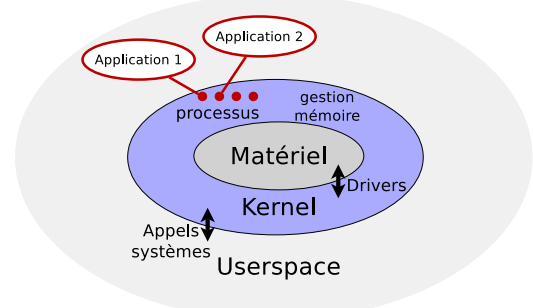 Application 2
Application 1
gestion
mémoire
processus
Matériel
Drivers
Kernel
Appels
systèmes
Userspace